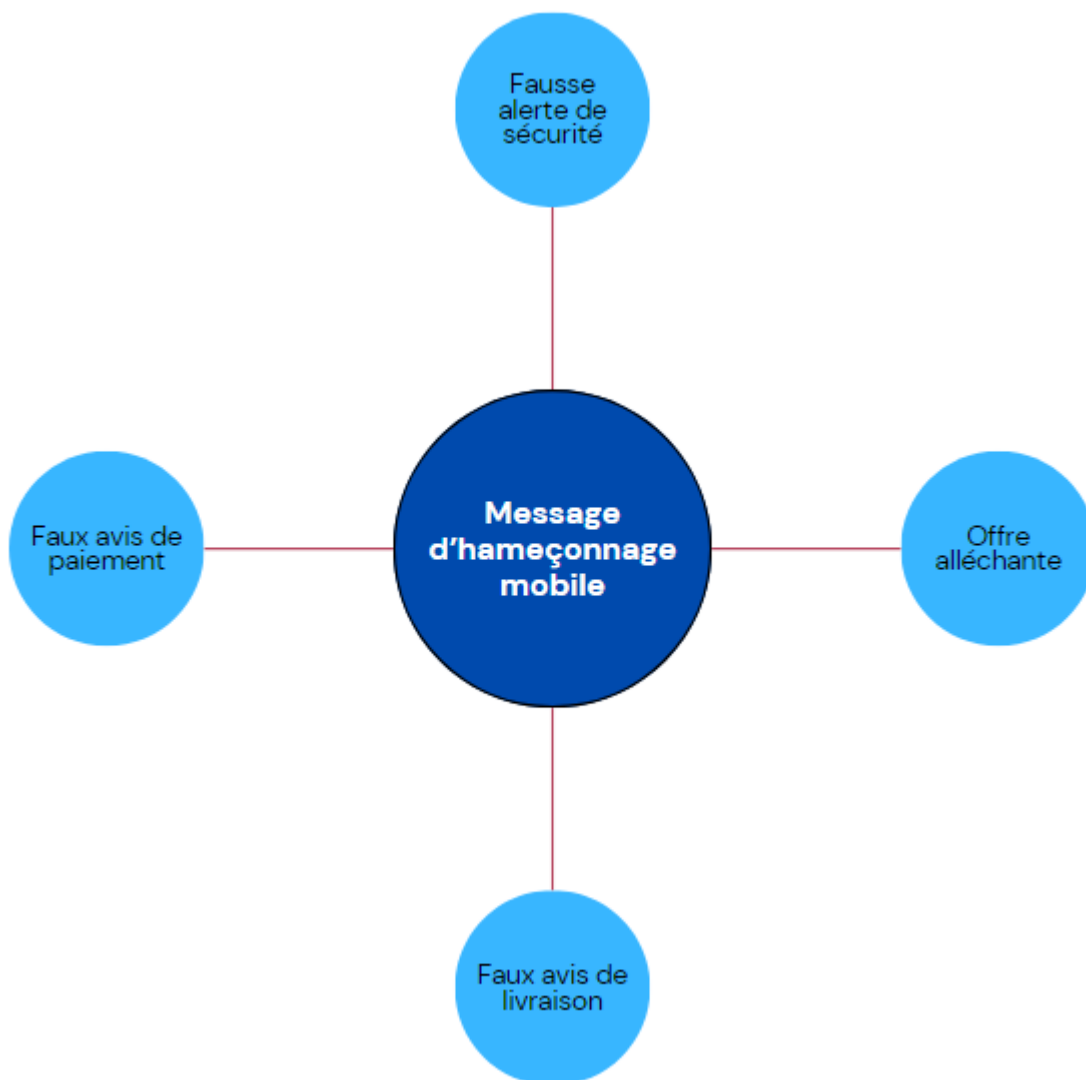 Fausse
alerte de
sécurité
Faux avis de
paiement
Message
d’hameçonnage
mobile
Offre
alléchante
Faux avis de
livraison